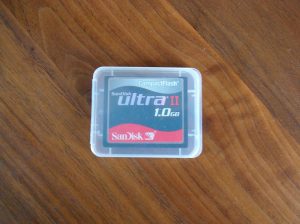 CompactFlash
SanDisk
ultra II
1.0GB
SanDisk